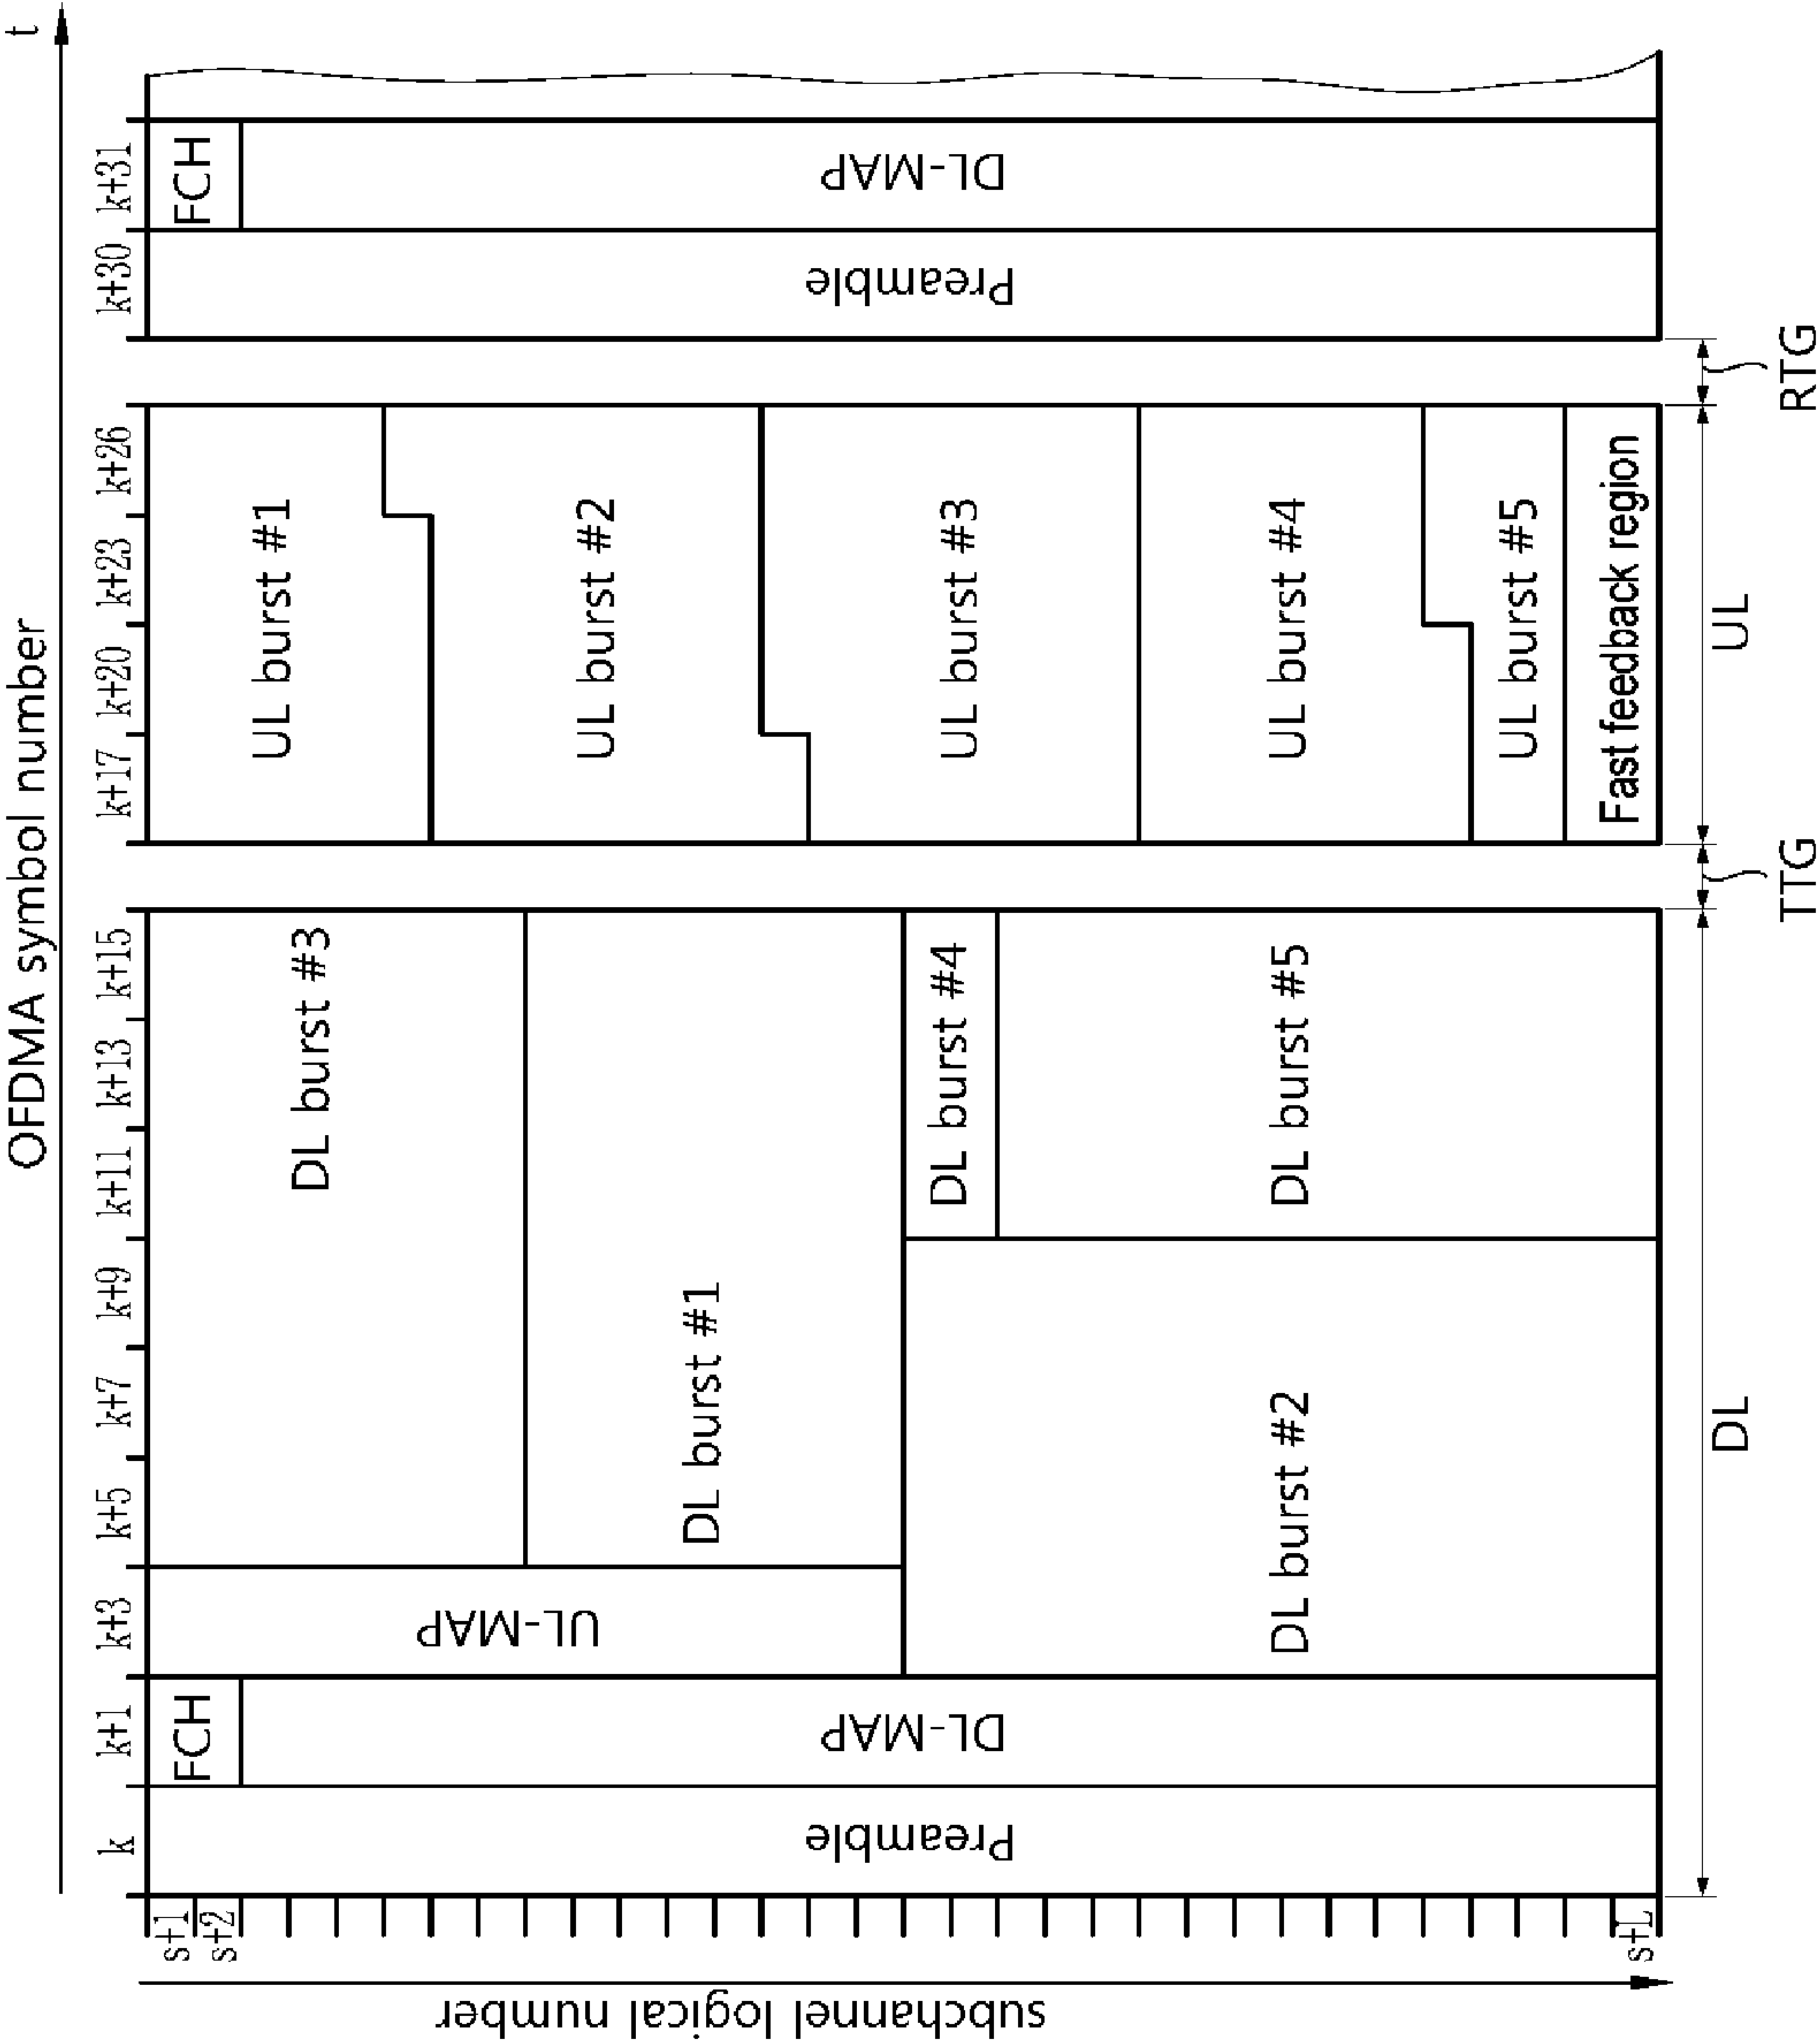 OFDMA symbol number
t
k
k+1
k+3
k+5
k+7
k+9
k+11
k+13
k+15
k+17
k+20
k+23
k+26
k+30
k+31
subchannel logical number
s+1
s+2
s+L
Preamble
FCH
DL-MAP
UL-MAP
DL burst #3
DL burst #1
DL burst #2
DL burst #4
DL burst #5
UL burst #1
UL burst #2
UL burst #3
UL burst #4
UL burst #5
Fast feedback region
Preamble
FCH
DL-MAP
DL
TTG
UL
RTG